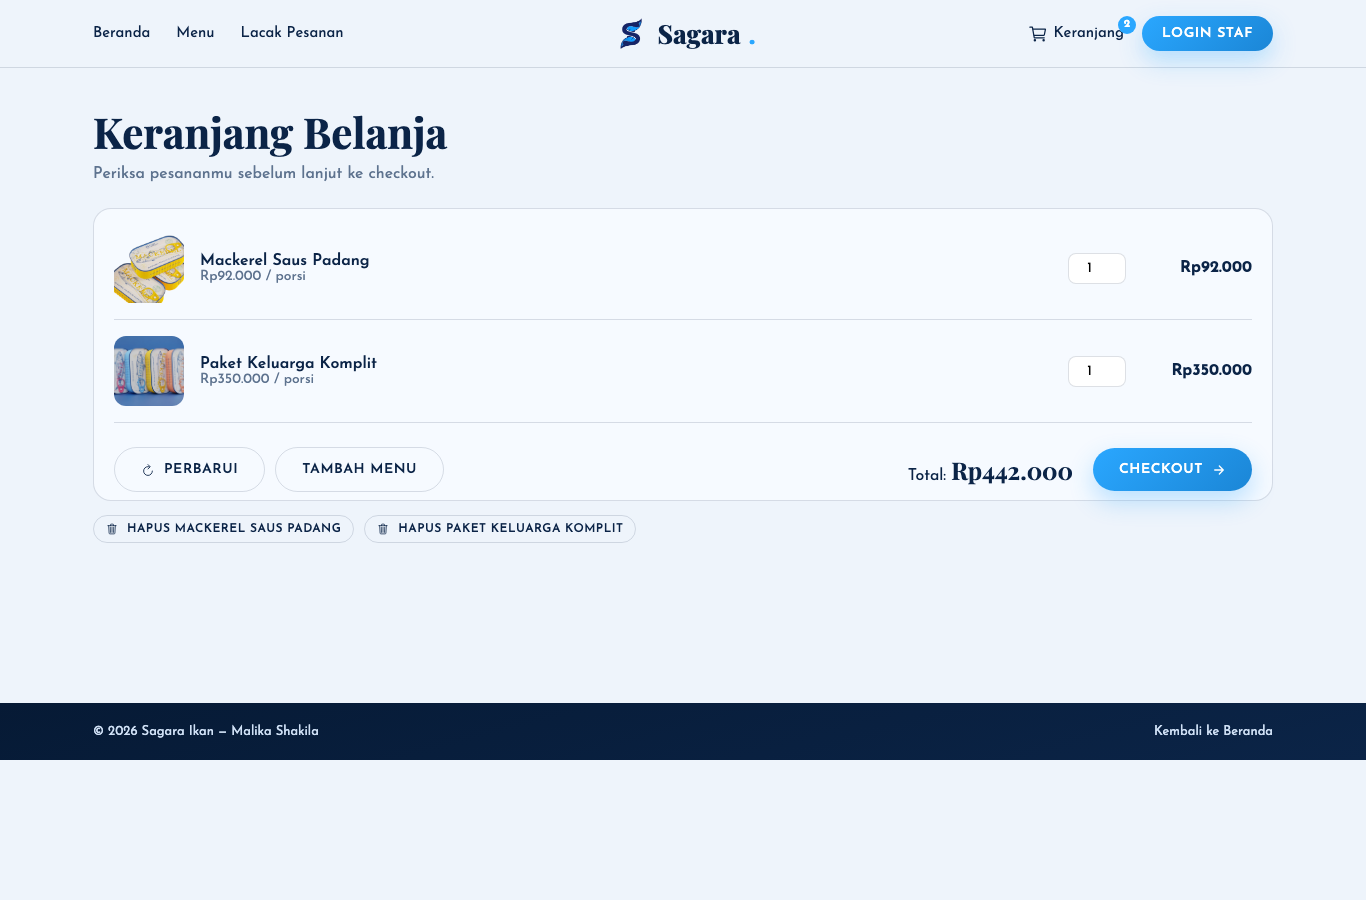 Beranda
Menu
Lacak Pesanan
Sagara .
Keranjang
2
LOGIN STAF
Keranjang Belanja
Periksa pesananmu sebelum lanjut ke checkout.
Mackerel Saus Padang
Rp92.000 / porsi
1
Rp92.000
Paket Keluarga Komplit
Rp350.000 / porsi
1
Rp350.000
PERBARUI
TAMBAH MENU
Total: Rp442.000
CHECKOUT →
HAPUS MACKEREL SAUS PADANG
HAPUS PAKET KELUARGA KOMPLIT
© 2026 Sagara Ikan – Malika Shakila
Kembali ke Beranda